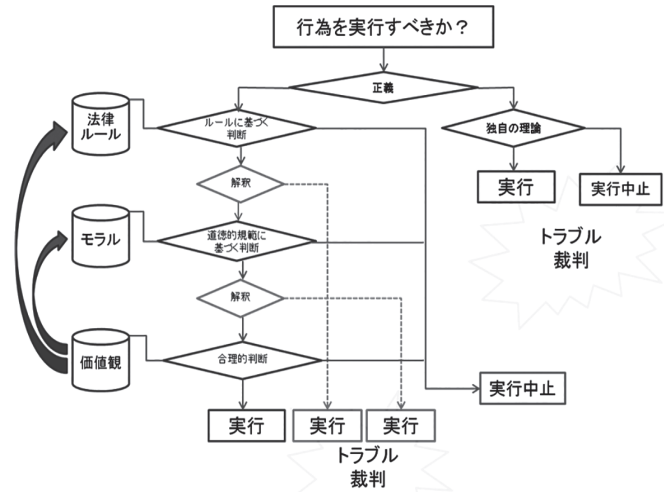 行為を実行すべきか？
正義
法律
ルール
ルールに基づく
判断
独自の理論
解釈
実行
実行中止
モラル
道徳的規範に
基づく判断
トラブル
裁判
解釈
価値観
合理的判断
実行中止
実行
実行
実行
トラブル
裁判